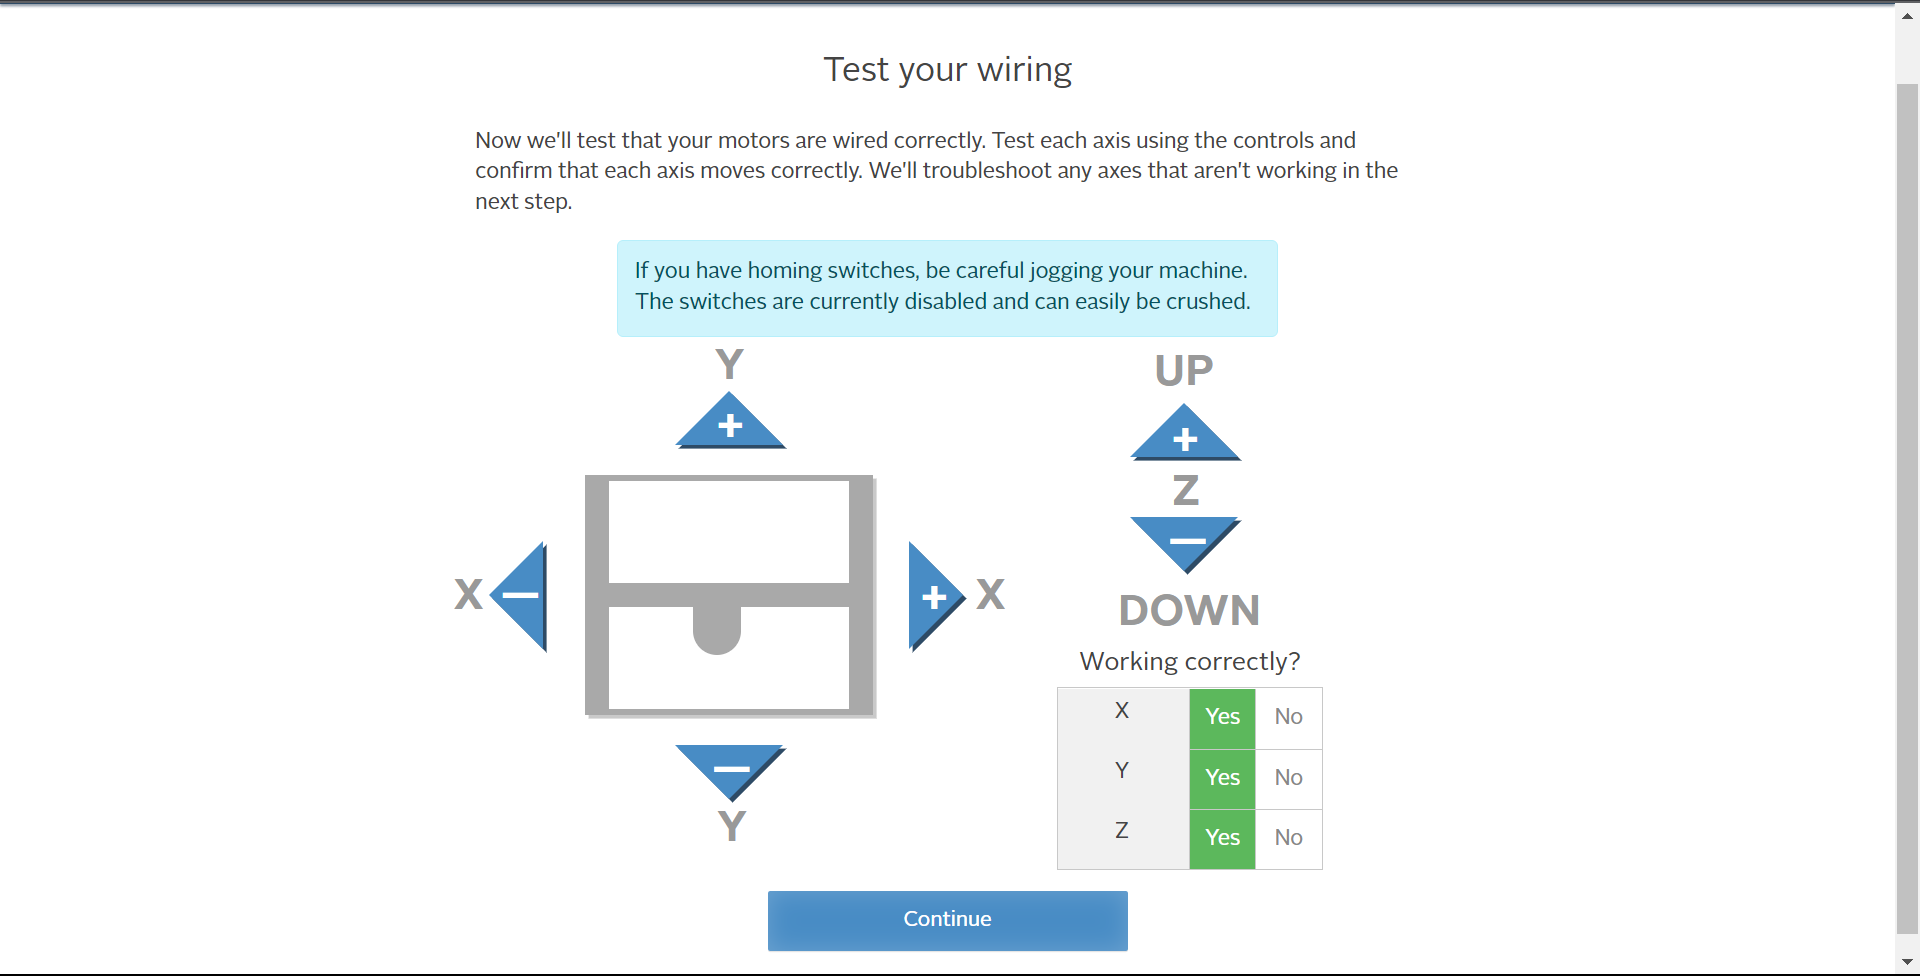 Test your wiring
Now we'll test that your motors are wired correctly. Test each axis using the controls and
confirm that each axis moves correctly. We'll troubleshoot any axes that aren't working in the
next step.
If you have homing switches, be careful jogging your machine.
The switches are currently disabled and can easily be crushed.
Y
+
X
−
+
X
−
Y
UP
+
Z
−
DOWN
Working correctly?
X Yes No
Y Yes No
Z Yes No
Continue